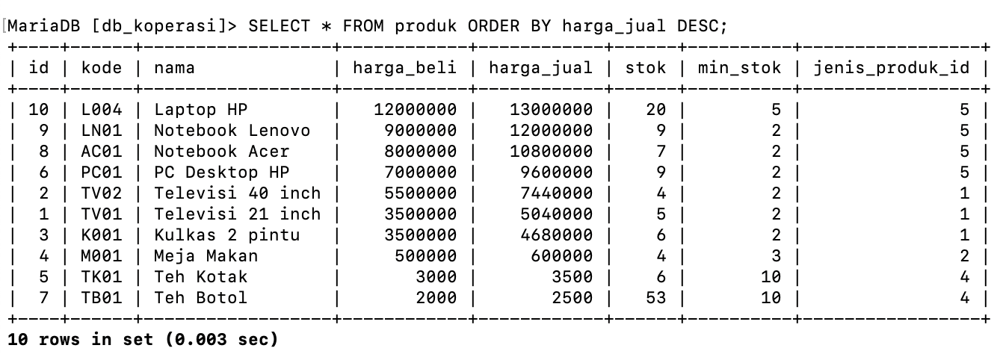 MariaDB [db_koperasi]> SELECT * FROM produk ORDER BY harga_jual DESC;
+----+------+-------------------+------------+------------+------+----------+-----------------+
| id | kode | nama              | harga_beli | harga_jual | stok | min_stok | jenis_produk_id |
+----+------+-------------------+------------+------------+------+----------+-----------------+
| 10 | L004 | Laptop HP         |   12000000 |   13000000 |   20 |        5 |               5 |
|  9 | LN01 | Notebook Lenovo   |    9000000 |   12000000 |    9 |        2 |               5 |
|  8 | AC01 | Notebook Acer     |    8000000 |   10800000 |    7 |        2 |               5 |
|  6 | PC01 | PC Desktop HP     |    7000000 |    9600000 |    9 |        2 |               5 |
|  2 | TV02 | Televisi 40 inch  |    5500000 |    7440000 |    4 |        2 |               1 |
|  1 | TV01 | Televisi 21 inch  |    3500000 |    5040000 |    5 |        2 |               1 |
|  3 | K001 | Kulkas 2 pintu    |    3500000 |    4680000 |    6 |        2 |               1 |
|  4 | M001 | Meja Makan        |     500000 |     600000 |    4 |        3 |               2 |
|  5 | TK01 | Teh Kotak         |       3000 |       3500 |    6 |       10 |               4 |
|  7 | TB01 | Teh Botol         |       2000 |       2500 |   53 |       10 |               4 |
+----+------+-------------------+------------+------------+------+----------+-----------------+
10 rows in set (0.003 sec)